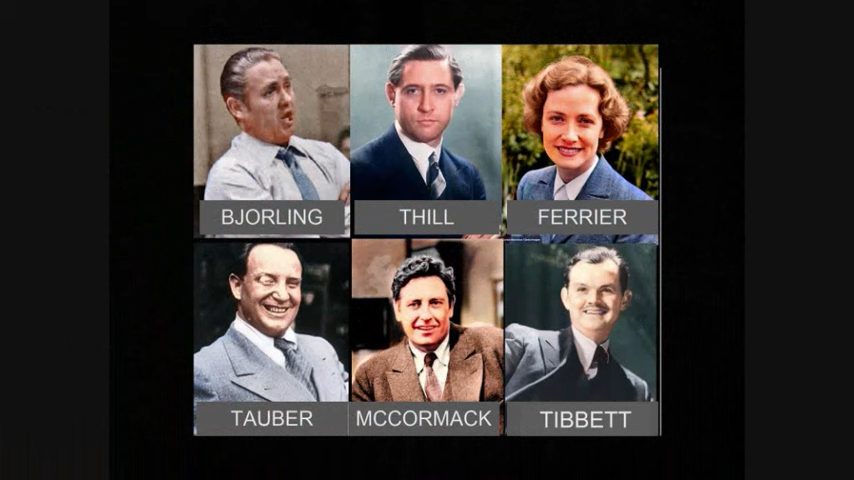 BJORLING
THILL
FERRIER
TAUBER
MCCORMACK
TIBBETT